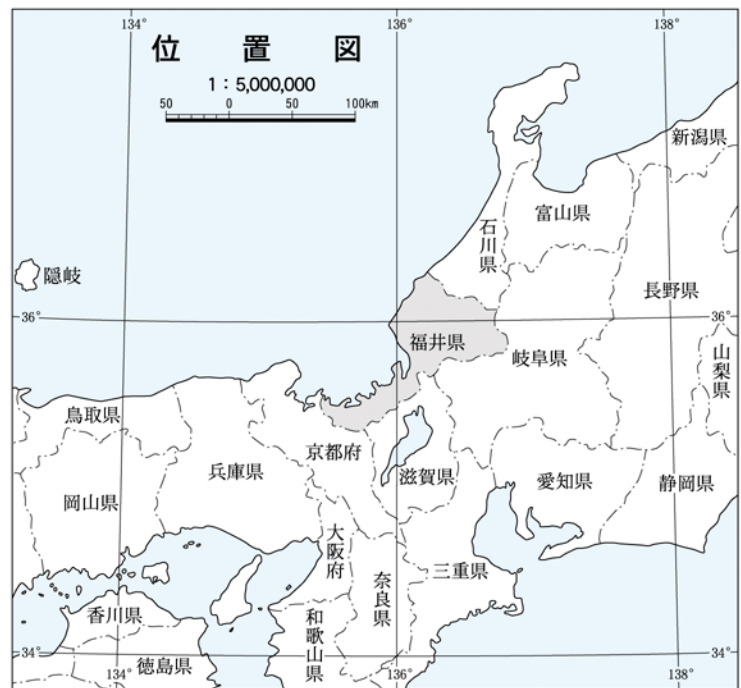 134°
136°
138°
位置図
1：5,000,000
50 0 50 100km
新潟県
富山県
石川県
隠岐
長野県
36°
36°
福井県
岐阜県
山梨県
鳥取県
京都府
兵庫県
滋賀県
愛知県
静岡県
岡山県
大阪府
三重県
奈良県
香川県
和歌山県
徳島県
34°
34°
134°
136°
138°